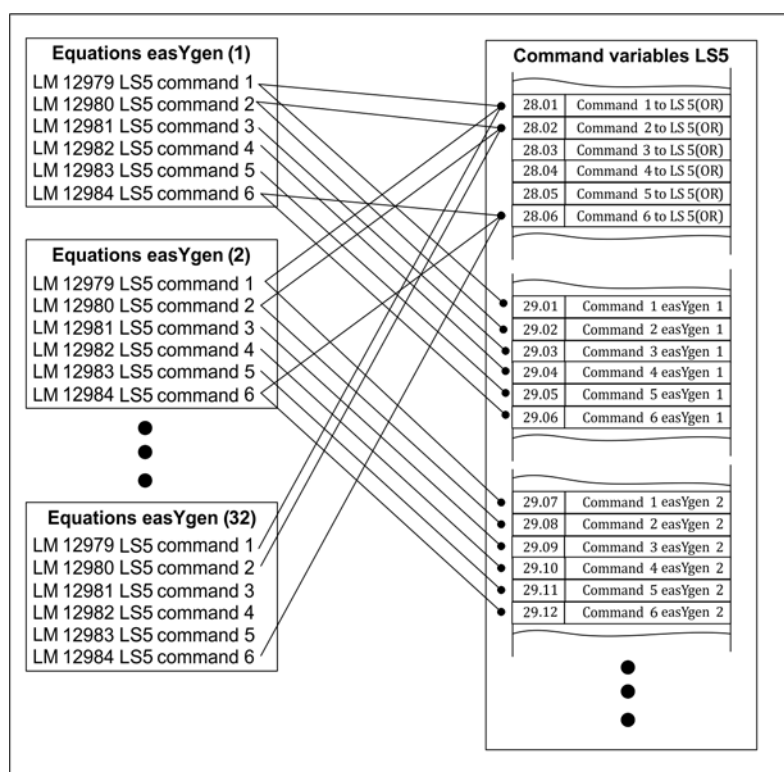 Equations easYgen (1)
LM 12979 LS5 command 1
LM 12980 LS5 command 2
LM 12981 LS5 command 3
LM 12982 LS5 command 4
LM 12983 LS5 command 5
LM 12984 LS5 command 6
Equations easYgen (2)
LM 12979 LS5 command 1
LM 12980 LS5 command 2
LM 12981 LS5 command 3
LM 12982 LS5 command 4
LM 12983 LS5 command 5
LM 12984 LS5 command 6
Equations easYgen (32)
LM 12979 LS5 command 1
LM 12980 LS5 command 2
LM 12981 LS5 command 3
LM 12982 LS5 command 4
LM 12983 LS5 command 5
LM 12984 LS5 command 6
Command variables LS5
28.01 Command 1 to LS 5(OR)
28.02 Command 2 to LS 5(OR)
28.03 Command 3 to LS 5(OR)
28.04 Command 4 to LS 5(OR)
28.05 Command 5 to LS 5(OR)
28.06 Command 6 to LS 5(OR)
29.01 Command 1 easYgen 1
29.02 Command 2 easYgen 1
29.03 Command 3 easYgen 1
29.04 Command 4 easYgen 1
29.05 Command 5 easYgen 1
29.06 Command 6 easYgen 1
29.07 Command 1 easYgen 2
29.08 Command 2 easYgen 2
29.09 Command 3 easYgen 2
29.10 Command 4 easYgen 2
29.11 Command 5 easYgen 2
29.12 Command 6 easYgen 2